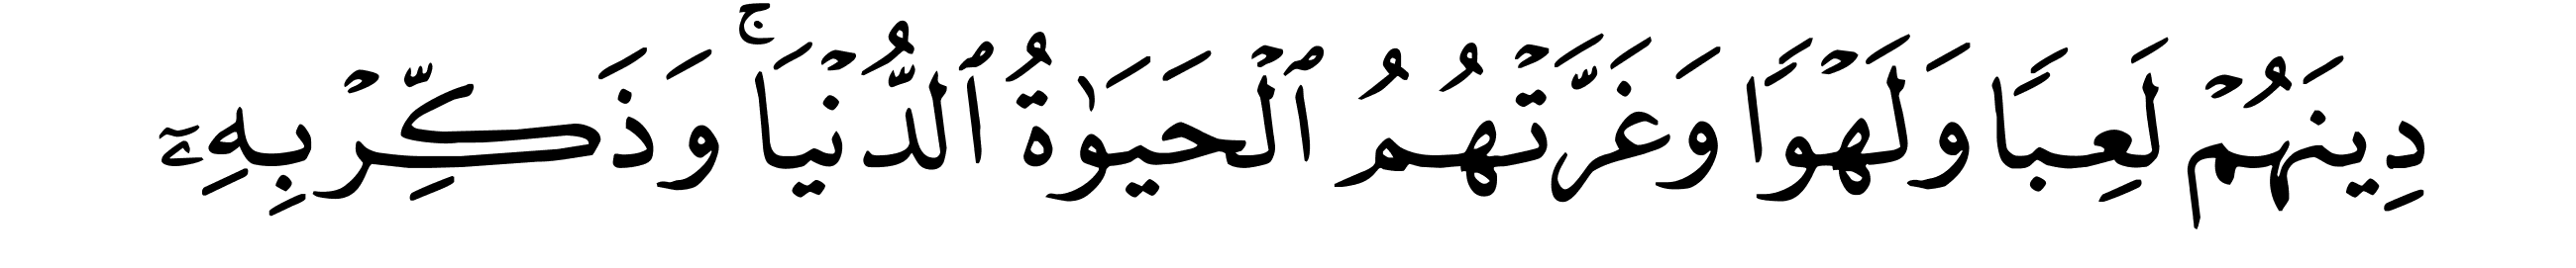 دِينَهُمۡ لَعِبٗا وَلَهۡوٗا وَغَرَّتۡهُمُ ٱلۡحَيَوٰةُ ٱلدُّنۡيَاۚ وَذَكِّرۡ بِهِۦٓ